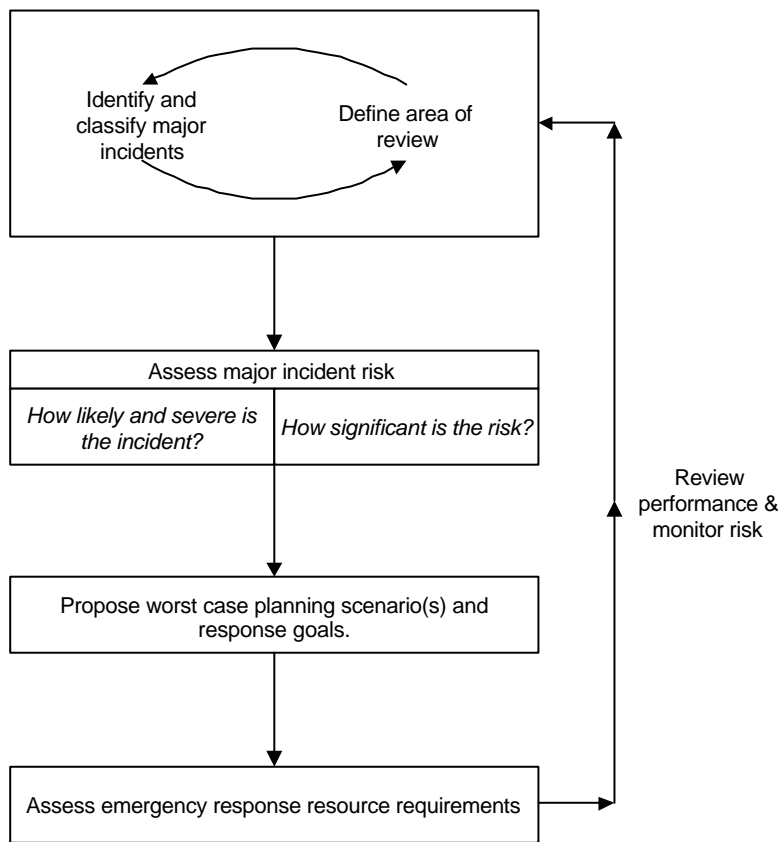 Identify and
classify major
incidents
Define area of
review
Assess major incident risk
How likely and severe is
the incident?
How significant is the risk?
Review
performance &
monitor risk
Propose worst case planning scenario(s) and
response goals.
Assess emergency response resource requirements